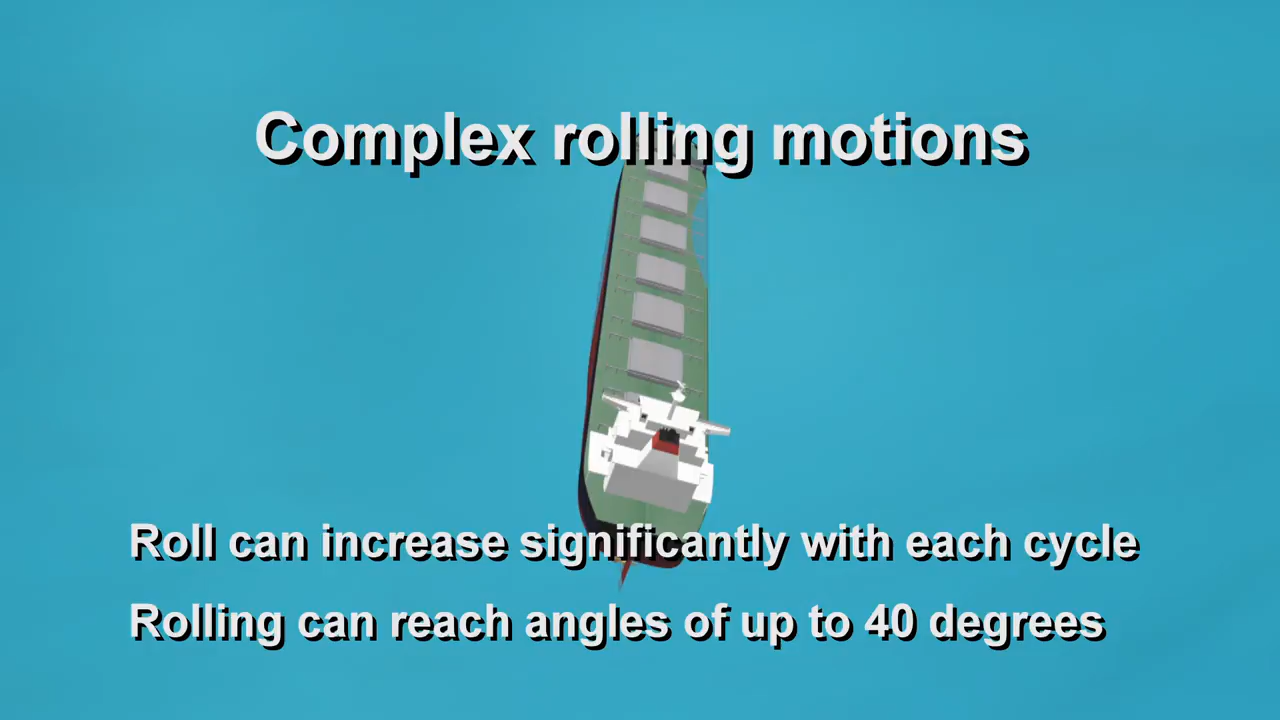 Complex rolling motions
Roll can increase significantly with each cycle
Rolling can reach angles of up to 40 degrees